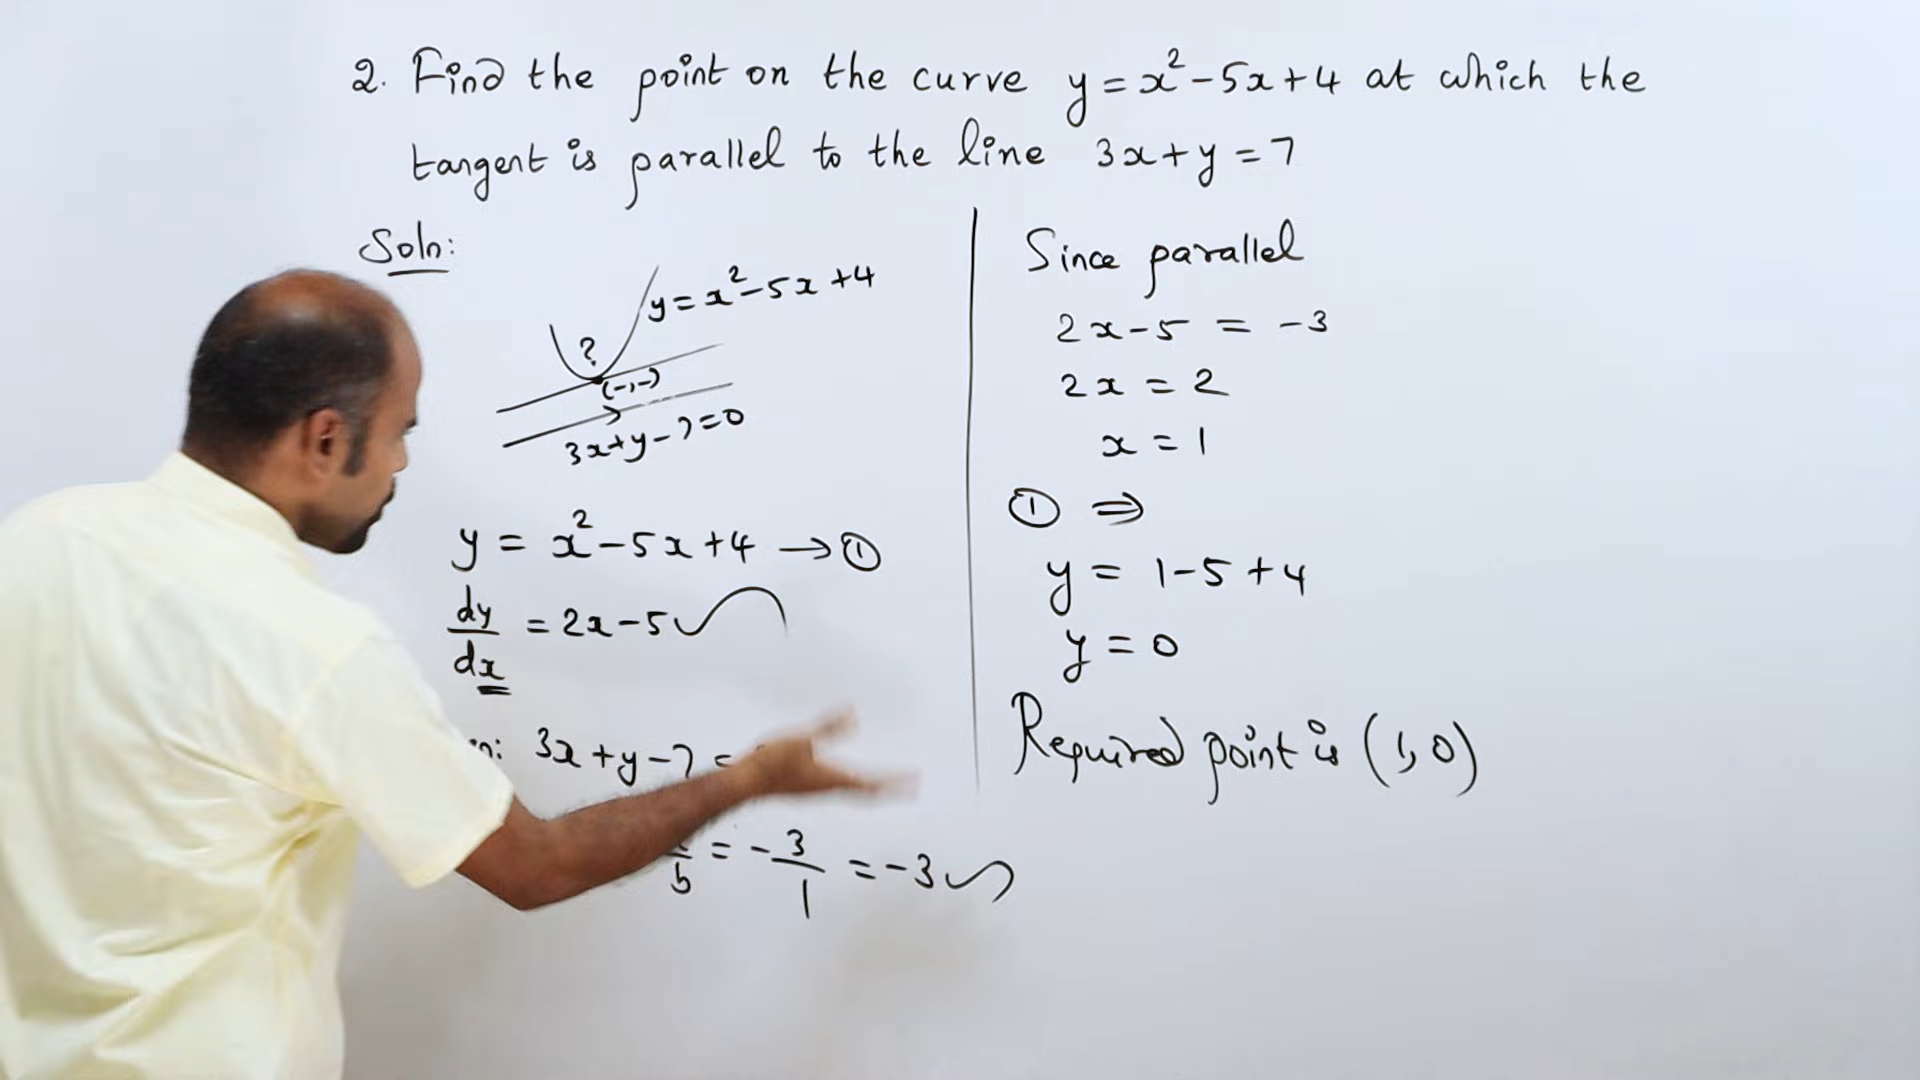 2. Find the point on the curve y = x² - 5x + 4 at which the
tangent is parallel to the line 3x + y = 7
Soln:
y = x² - 5x + 4
?
(-,-)
3x + y - 7 = 0
y = x² - 5x + 4 → ①
dy/dx = 2x - 5
3x + y - 7 =
b = -3/1 = -3
Since parallel
2x - 5 = -3
2x = 2
x = 1
① ⇒
y = 1 - 5 + 4
y = 0
Required point is (1, 0)